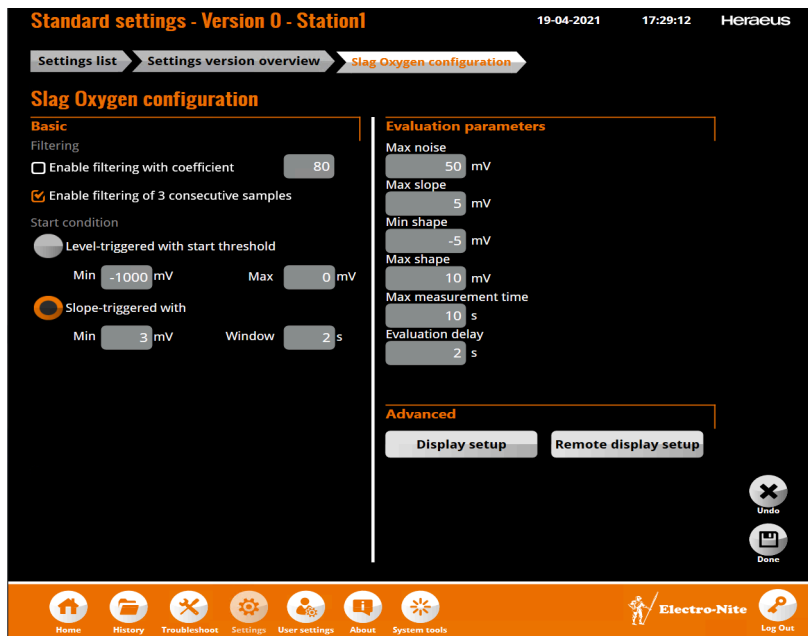 Standard settings - Version 0 - Station1
19-04-2021
17:29:12
Heraeus
Settings list
Settings version overview
Slag Oxygen configuration
Slag Oxygen configuration
Basic
Filtering
Enable filtering with coefficient 80
Enable filtering of 3 consecutive samples
Start condition
Level-triggered with start threshold
Min -1000 mV Max 0 mV
Slope-triggered with
Min 3 mV Window 2 s
Evaluation parameters
Max noise
50 mV
Max slope
5 mV
Min shape
-5 mV
Max shape
10 mV
Max measurement time
10 s
Evaluation delay
2 s
Advanced
Display setup
Remote display setup
Undo
Done
Home
History
Troubleshoot
Settings
User settings
About
System tools
Electro-Nite
Log Out